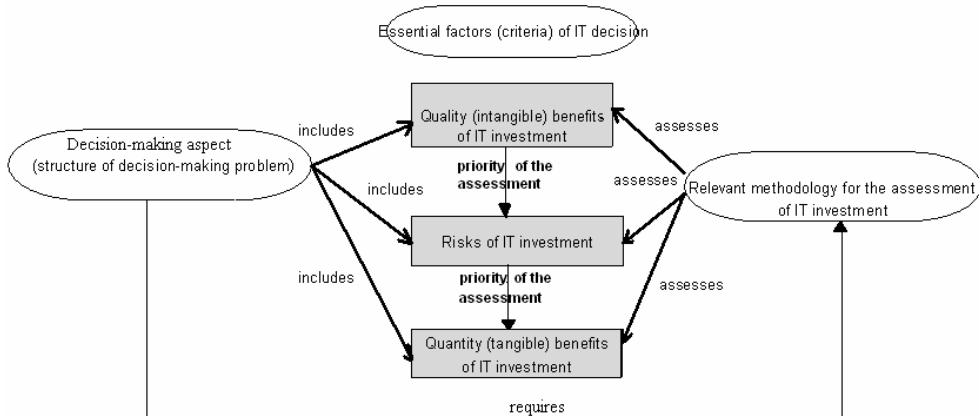 Essential factors (criteria) of IT decision
Quality (intangible) benefits
of IT investment
includes
assesses
Decision-making aspect
(structure of decision-making problem)
priority of the
assessment
includes
assesses
Relevant methodology for the assessment
of IT investment
Risks of IT investment
priority of the
assessment
includes
assesses
Quantity (tangible) benefits
of IT investment
requires